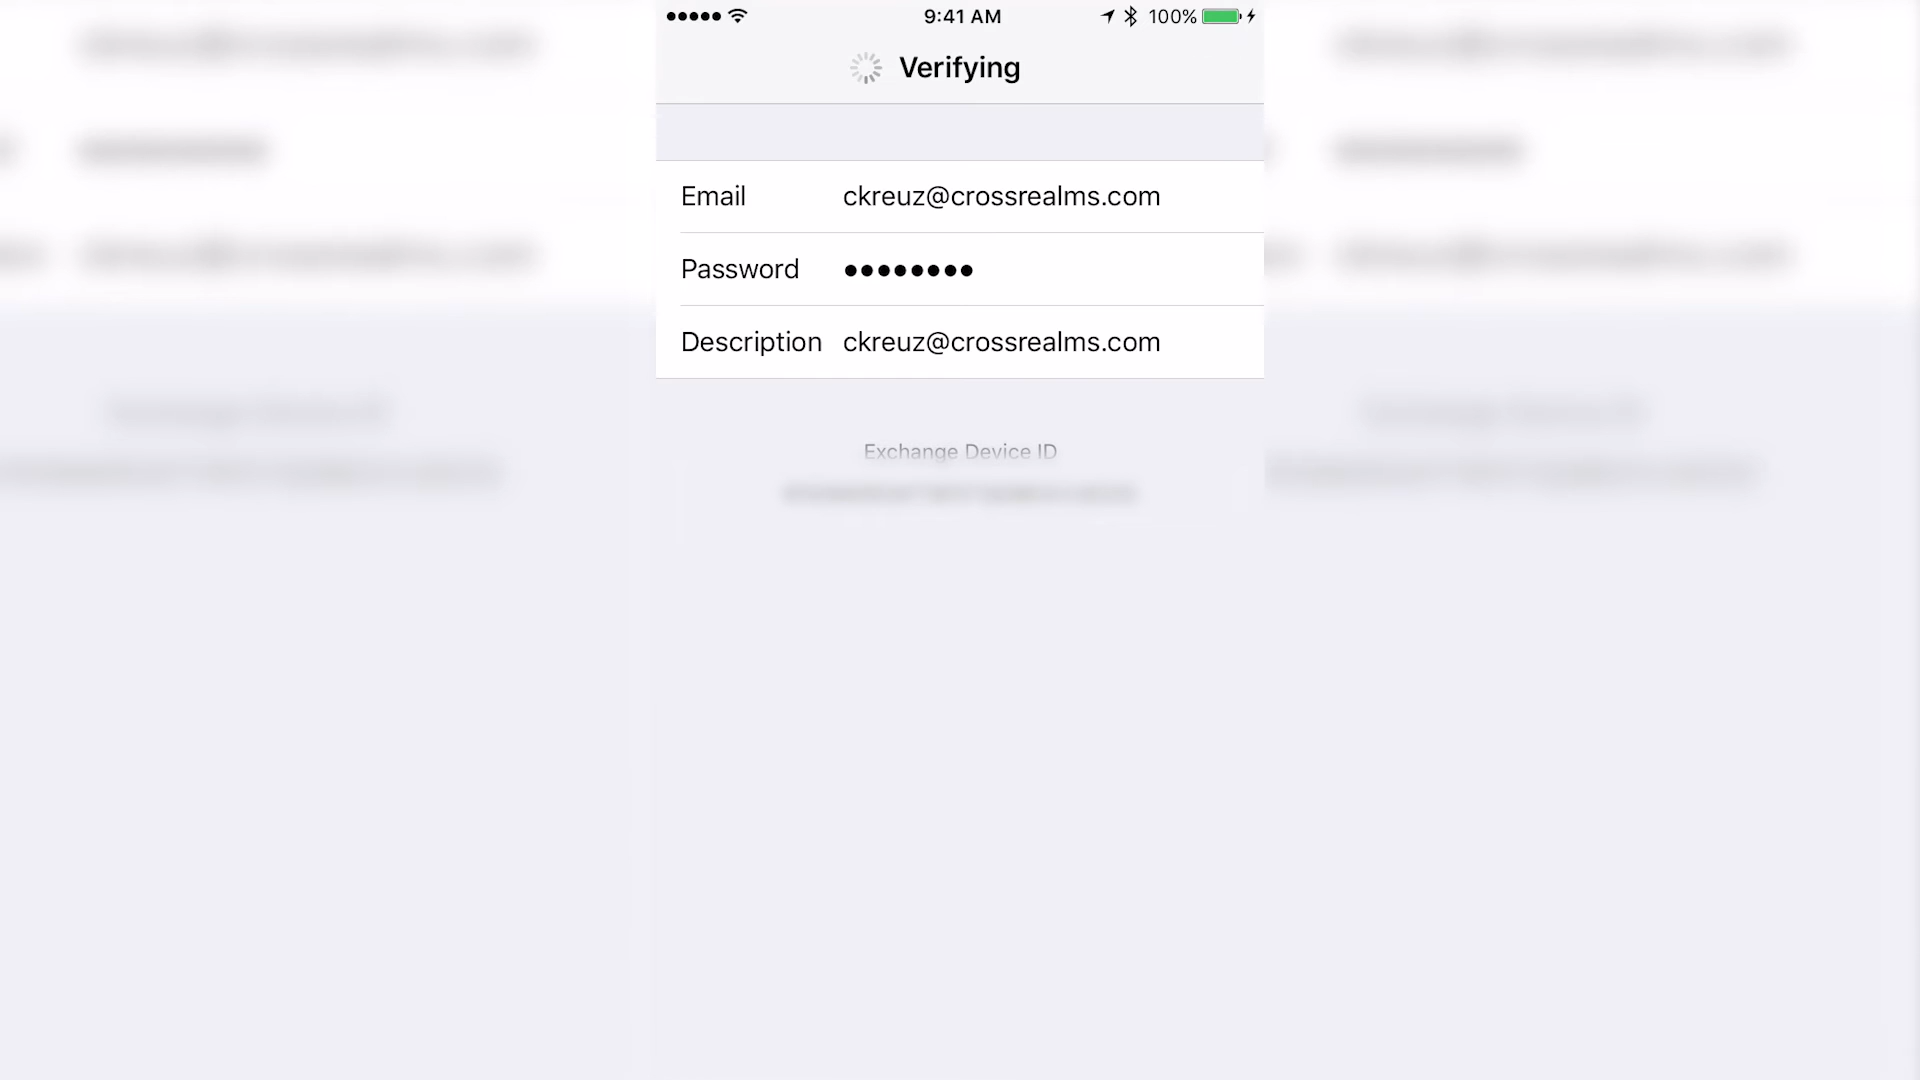 9:41 AM 100%
Verifying
Email ckreuz@crossrealms.com
Password ●●●●●●●●
Description ckreuz@crossrealms.com
Exchange Device ID